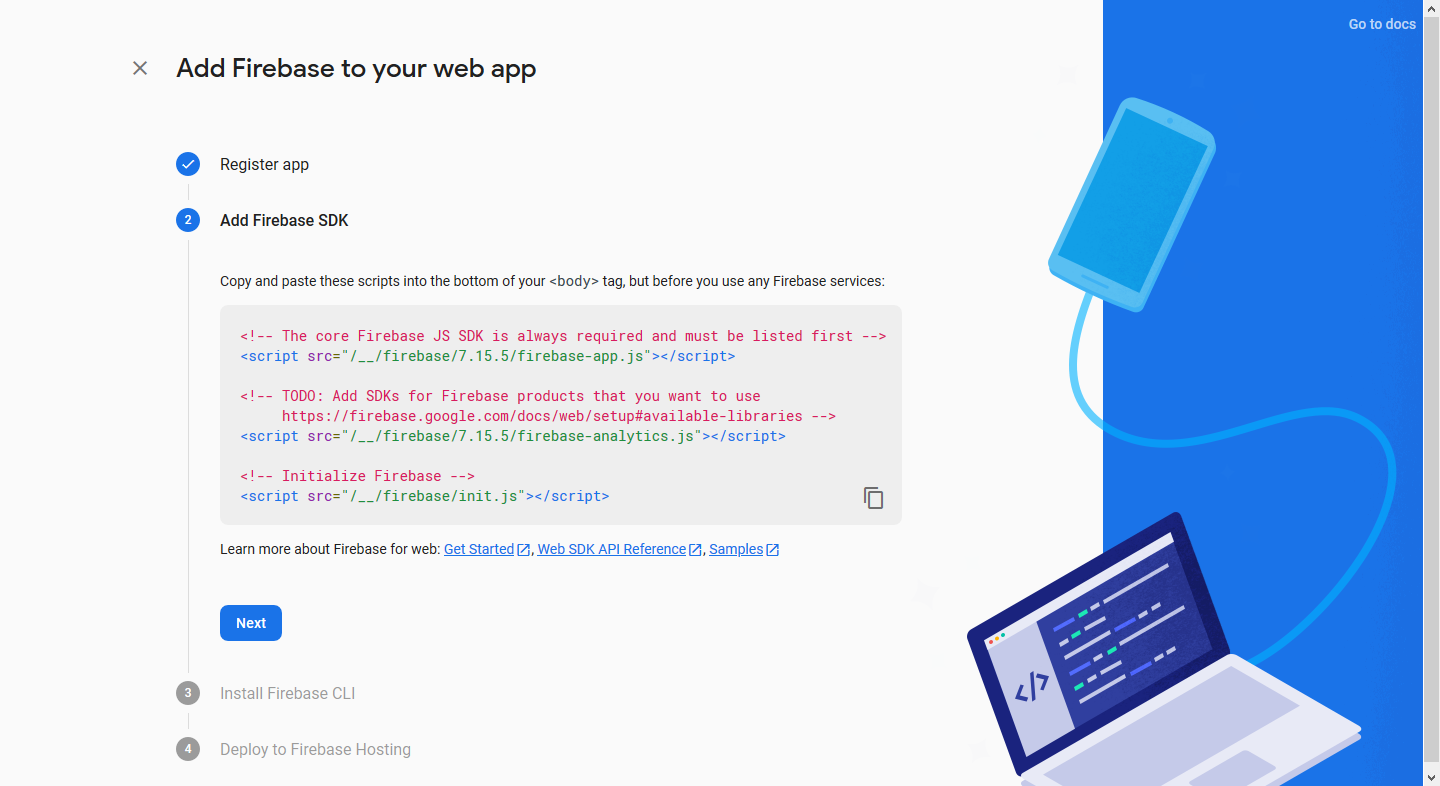 Go to docs
Add Firebase to your web app
Register app
2
Add Firebase SDK
Copy and paste these scripts into the bottom of your <body> tag, but before you use any Firebase services:
<!-- The core Firebase JS SDK is always required and must be listed first -->
<script src="/__/firebase/7.15.5/firebase-app.js"></script>
<!-- TODO: Add SDKs for Firebase products that you want to use
https://firebase.google.com/docs/web/setup#available-libraries -->
<script src="/__/firebase/7.15.5/firebase-analytics.js"></script>
<!-- Initialize Firebase -->
<script src="/__/firebase/init.js"></script>
Learn more about Firebase for web: Get Started, Web SDK API Reference, Samples
Next
3
Install Firebase CLI
4
Deploy to Firebase Hosting
</>